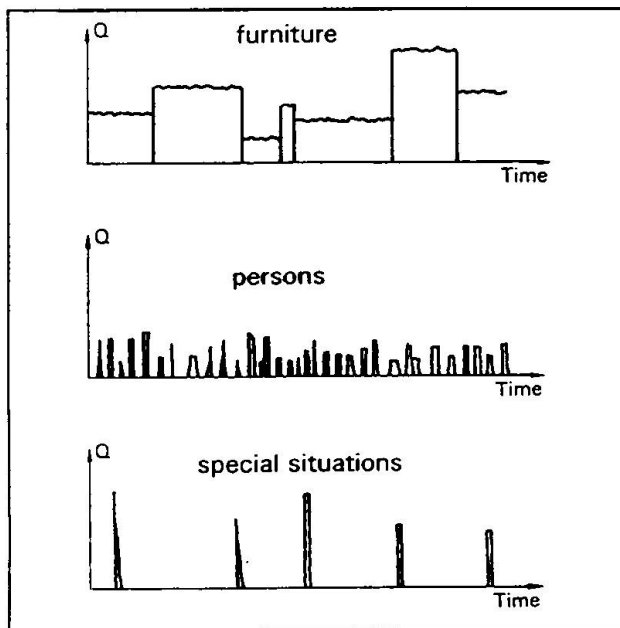 Q
furniture
Time
Q
persons
Time
Q
special situations
Time